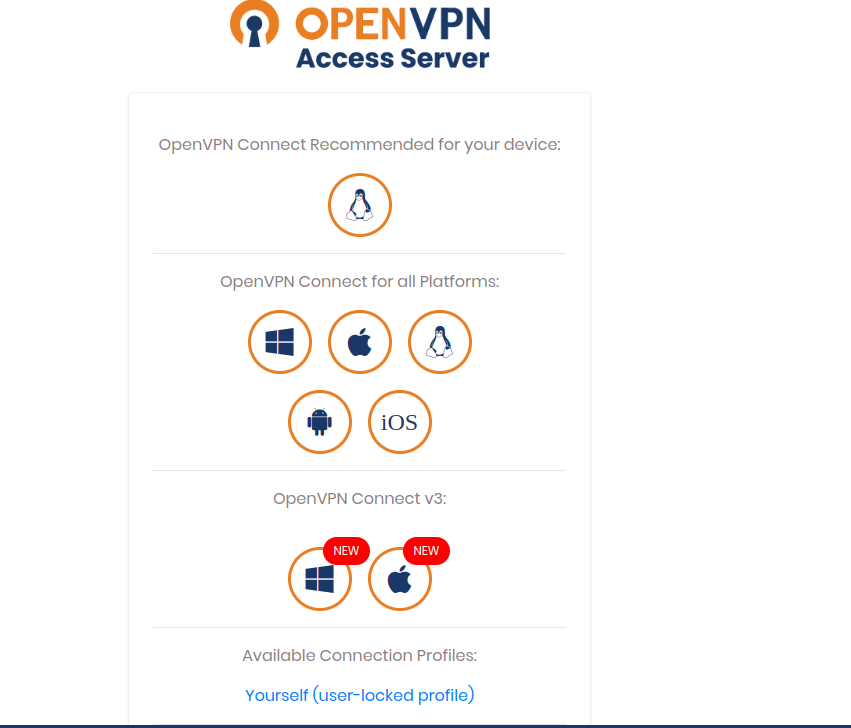 OPENVPN
Access Server
OpenVPN Connect Recommended for your device:
OpenVPN Connect for all Platforms:
iOS
OpenVPN Connect v3:
NEW NEW
Available Connection Profiles:
Yourself (user-locked profile)